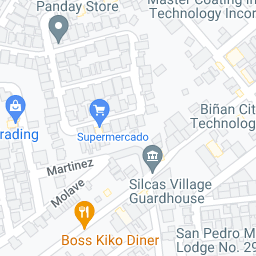 Panday Store
Master Coating In
Technology Incor
Supermercado
Biñan Cit
Technolog
rading
Martinez
Molave
Silcas Village
Guardhouse
Boss Kiko Diner
San Pedro M
Lodge No. 29